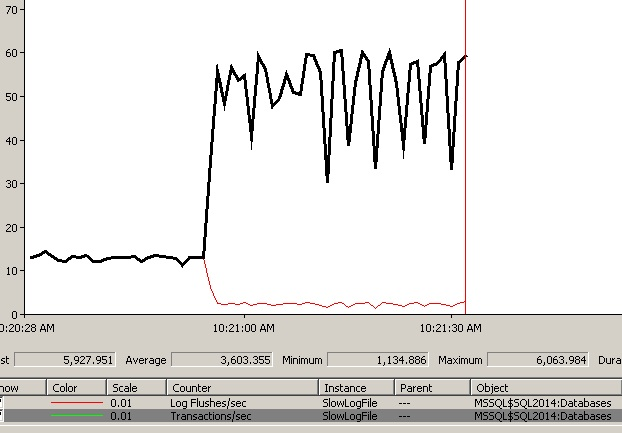 70
60
50
40
30
20
10
0
0:20:28 AM 10:21:00 AM 10:21:30 AM
st 5,927.951 Average 3,603.355 Minimum 1,134.886 Maximum 6,063.984 Dura
how Color Scale Counter Instance Parent Object
0.01 Log Flushes/sec SlowLogFile --- MSSQL$SQL2014:Databases
0.01 Transactions/sec SlowLogFile --- MSSQL$SQL2014:Databases